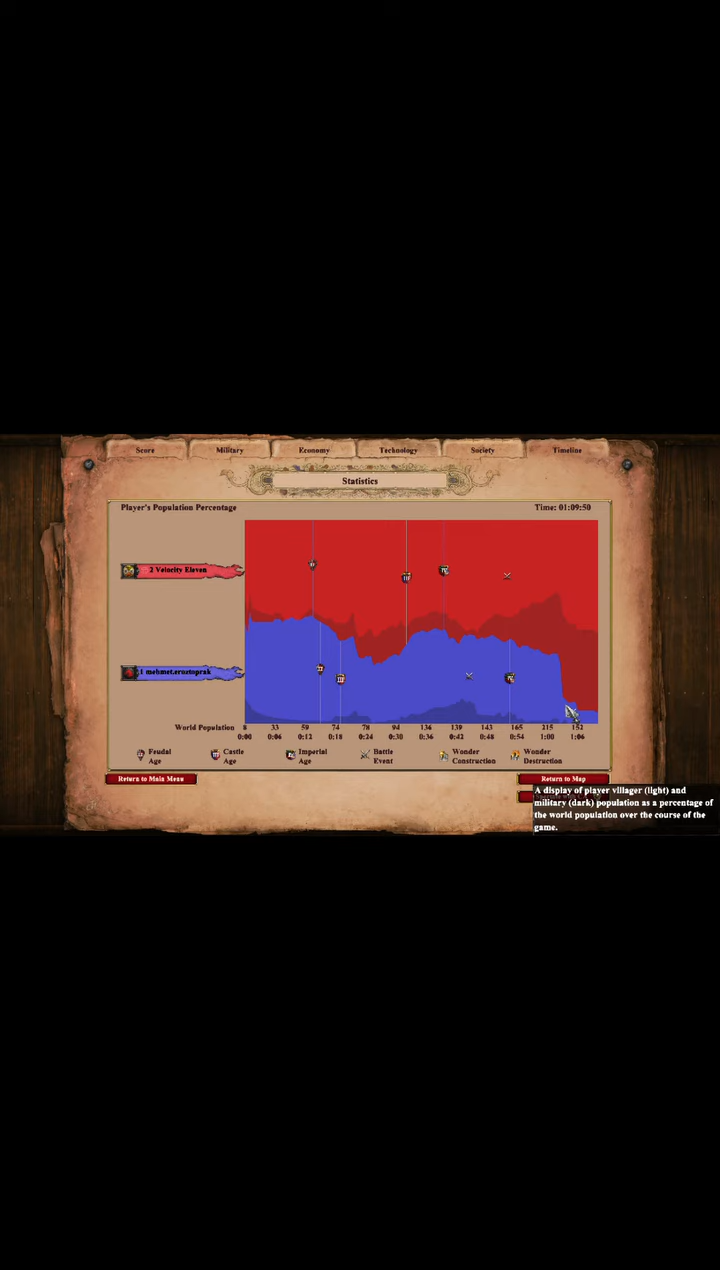 Score Military Economy Technology Society Timeline
Statistics
Player's Population Percentage Time: 01:09:50
2 Velocity Eleven
1 mehmet.eroztoprak
World Population 8 33 59 74 78 94 136 139 143 165 215 152
0:00 0:06 0:12 0:18 0:24 0:30 0:36 0:42 0:48 0:54 1:00 1:06
Feudal Age Castle Age Imperial Age Battle Event Wonder Construction Wonder Destruction
Return to Main Menu Return to Map
A display of player villager (light) and
military (dark) population as a percentage of
the world population over the course of the
game.